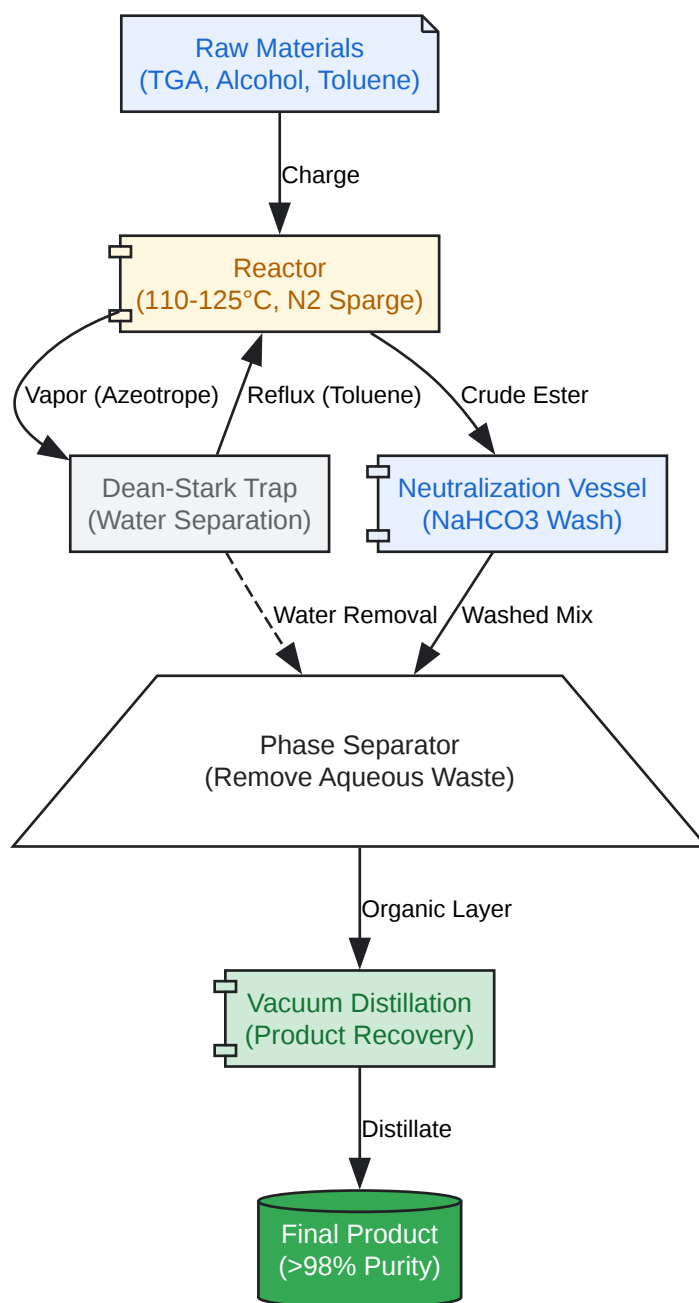 Raw Materials
(TGA, Alcohol, Toluene)
Charge
Reactor
(110-125°C, N2 Sparge)
Vapor (Azeotrope)
Reflux (Toluene)
Crude Ester
Dean-Stark Trap
(Water Separation)
Neutralization Vessel
(NaHCO3 Wash)
Water Removal
Washed Mix
Phase Separator
(Remove Aqueous Waste)
Organic Layer
Vacuum Distillation
(Product Recovery)
Distillate
Final Product
(>98% Purity)